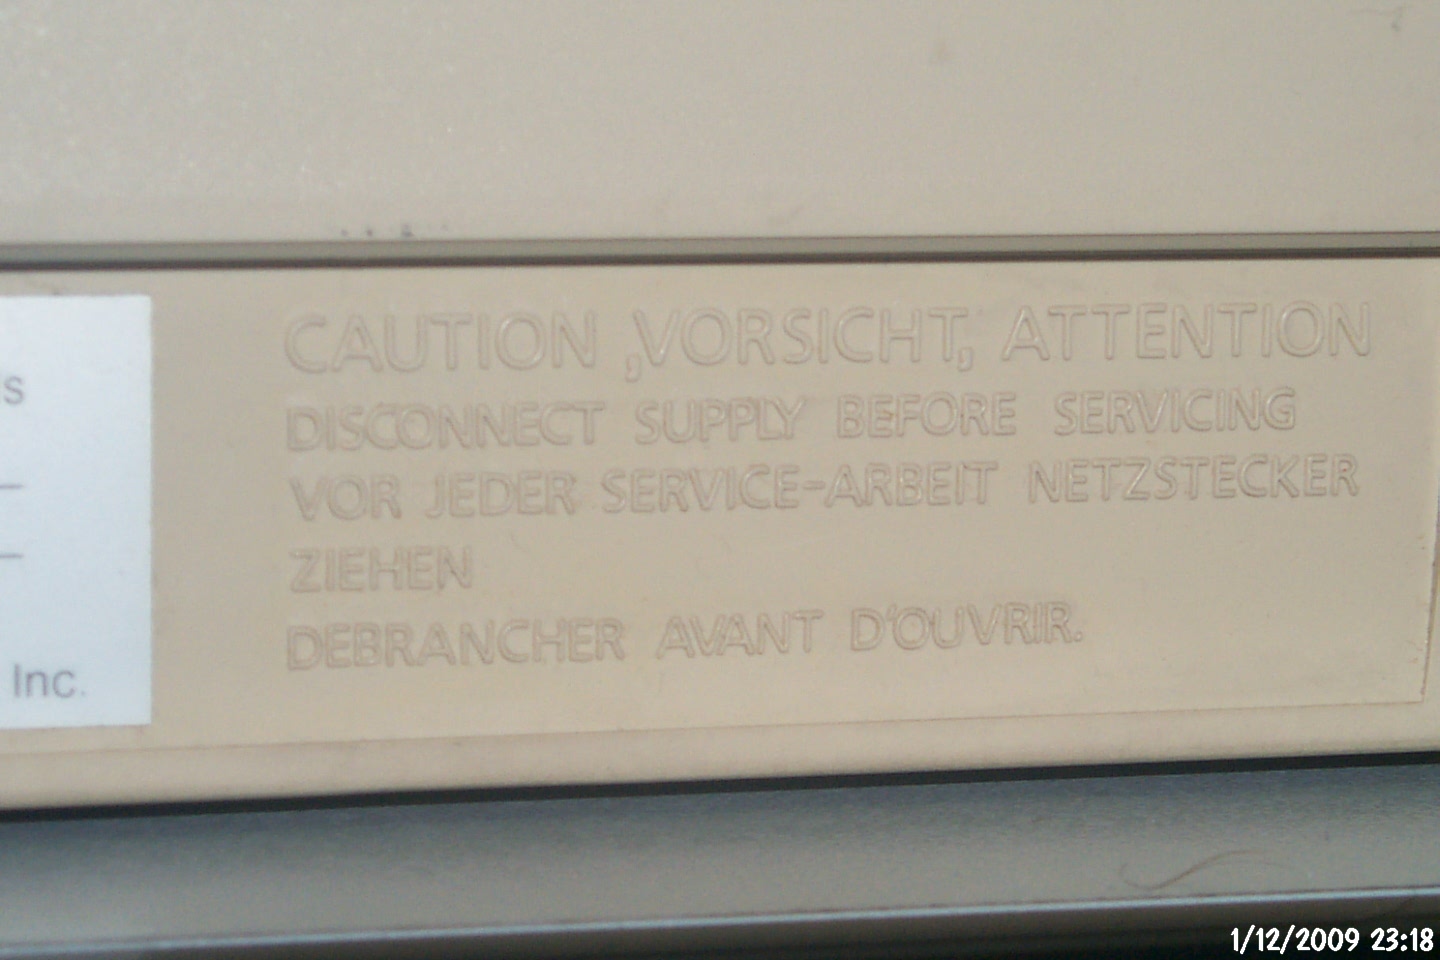 CAUTION ,VORSICHT, ATTENTION
DISCONNECT SUPPLY BEFORE SERVICING
VOR JEDER SERVICE-ARBEIT NETZSTECKER
ZIEHEN
DEBRANCHER AVANT D'OUVRIR.
s
Inc.
1/12/2009 23:18